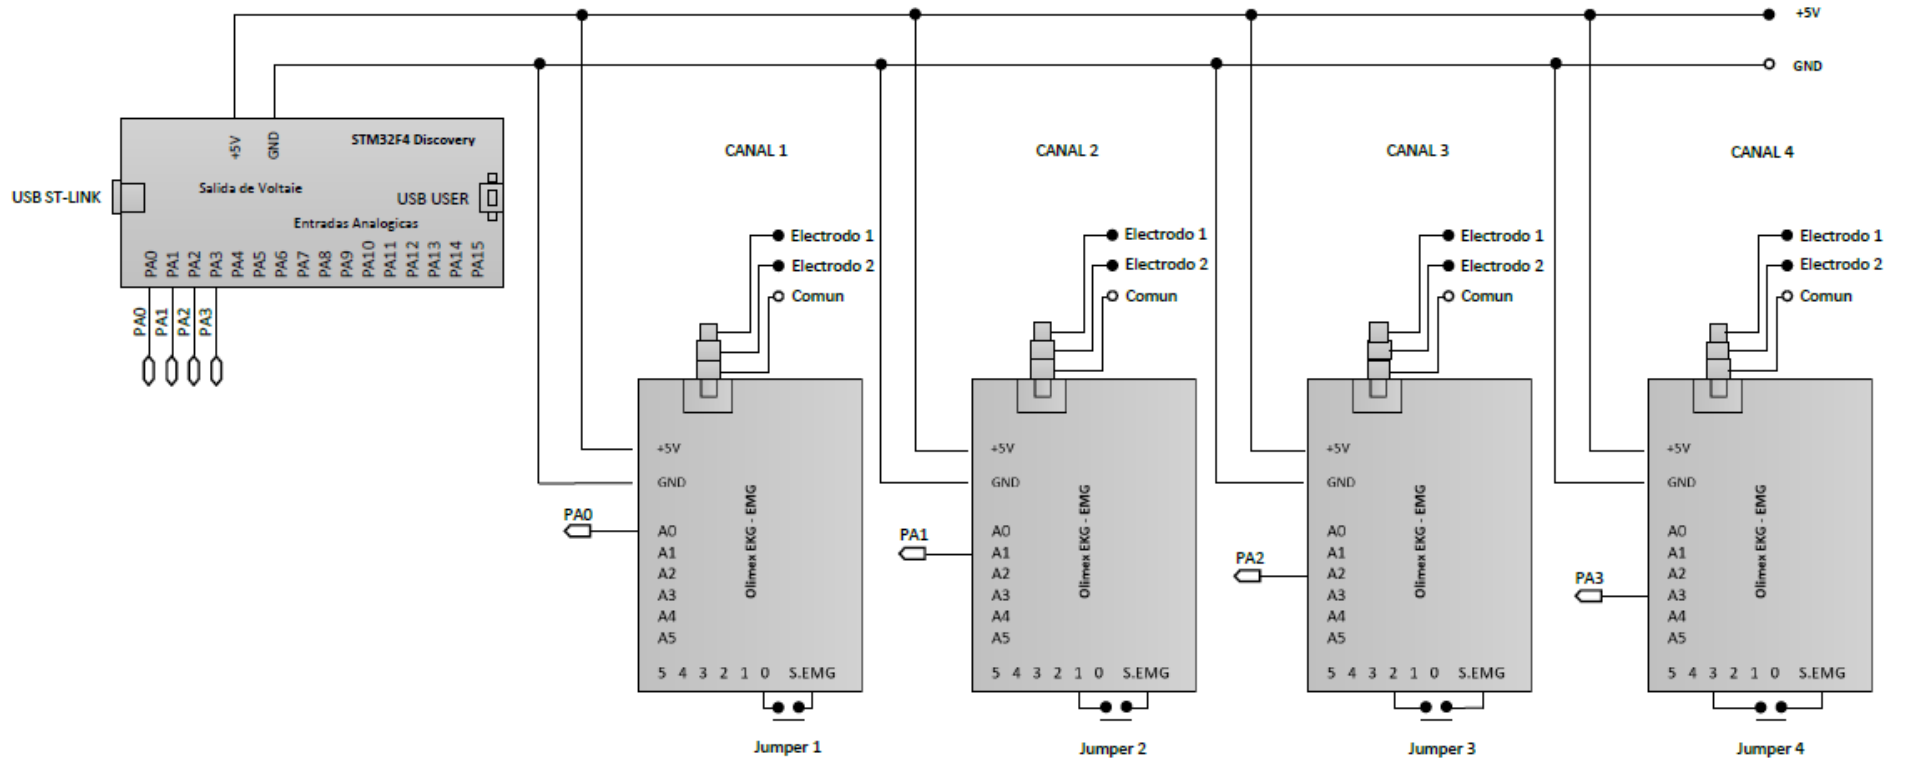 +5V
GND
STM32F4 Discovery
+5V
GND
Salida de Voltaie
USB ST-LINK
USB USER
Entradas Analogicas
PA0
PA1
PA2
PA3
PA4
PA5
PA6
PA7
PA8
PA9
PA10
PA11
PA12
PA13
PA14
PA15
PA0
PA1
PA2
PA3
CANAL 1
Electrodo 1
Electrodo 2
Comun
+5V
GND
PA0
A0
A1
A2
A3
A4
A5
Olimex EKG - EMG
5 4 3 2 1 0 S.EMG
Jumper 1
CANAL 2
Electrodo 1
Electrodo 2
Comun
+5V
GND
PA1
A0
A1
A2
A3
A4
A5
Olimex EKG - EMG
5 4 3 2 1 0 S.EMG
Jumper 2
CANAL 3
Electrodo 1
Electrodo 2
Comun
+5V
GND
PA2
A0
A1
A2
A3
A4
A5
Olimex EKG - EMG
5 4 3 2 1 0 S.EMG
Jumper 3
CANAL 4
Electrodo 1
Electrodo 2
Comun
+5V
GND
PA3
A0
A1
A2
A3
A4
A5
Olimex EKG - EMG
5 4 3 2 1 0 S.EMG
Jumper 4